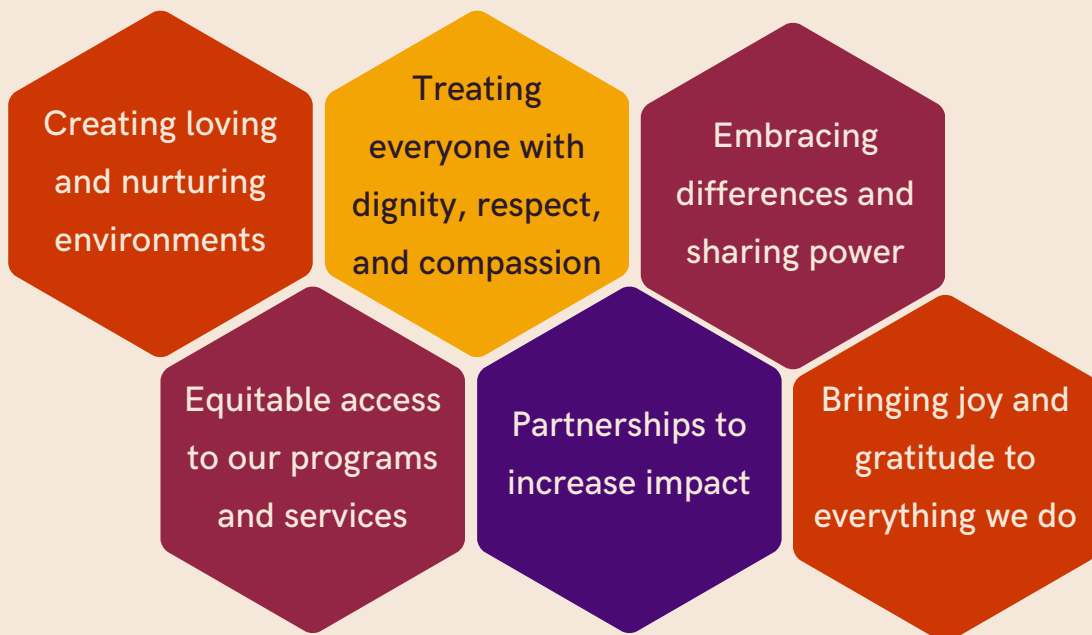 Creating loving
and nurturing
environments
Treating
everyone with
dignity, respect,
and compassion
Embracing
differences and
sharing power
Equitable access
to our programs
and services
Partnerships to
increase impact
Bringing joy and
gratitude to
everything we do